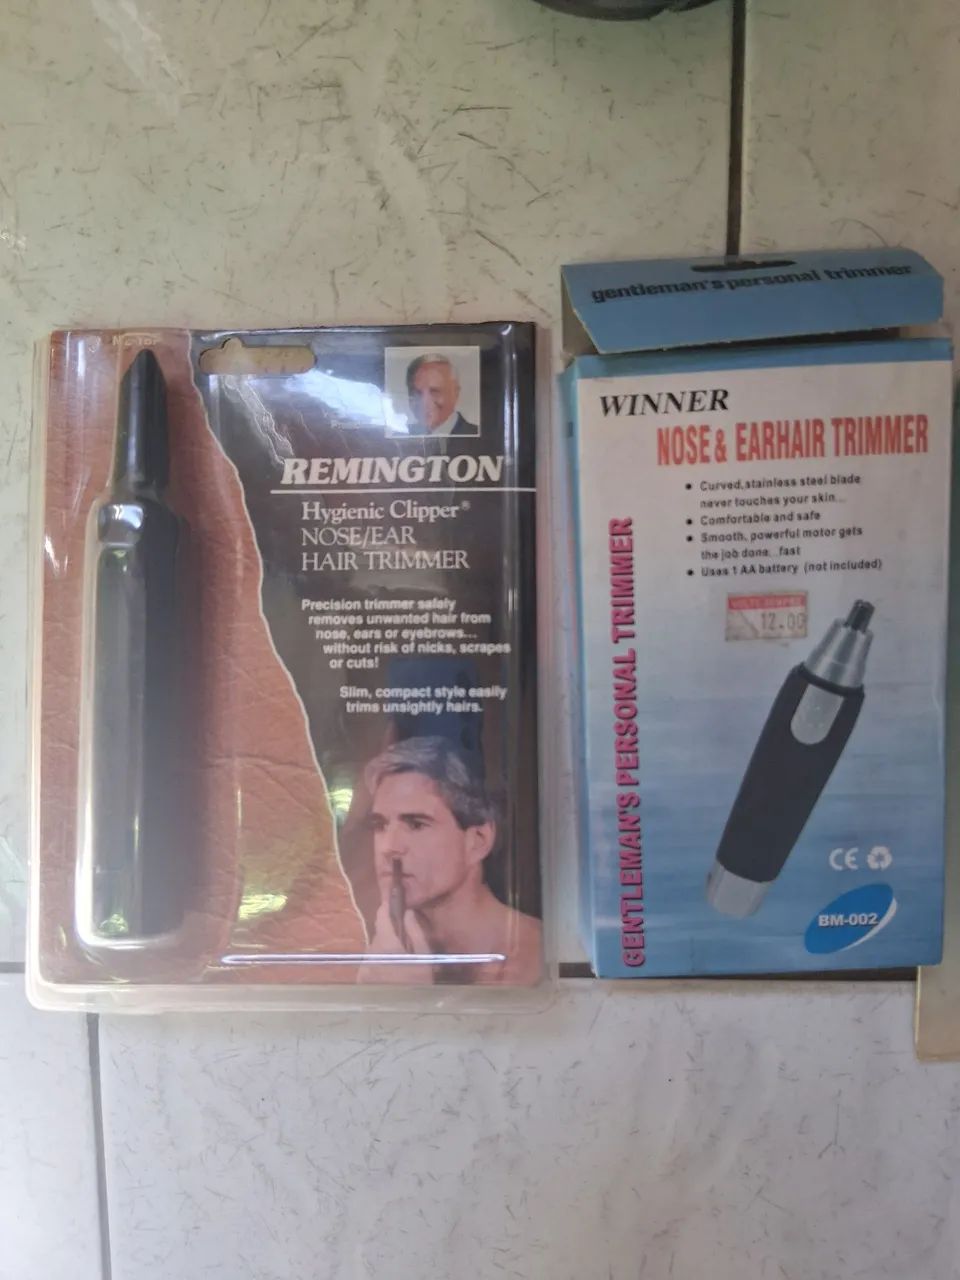 REMINGTON
Hygienic Clipper®
NOSE/EAR
HAIR TRIMMER
Precision trimmer safely
removes unwanted hair from
nose, ears or eyebrows...
without risk of nicks, scrapes
or cuts!
Slim, compact style easily
trims unsightly hairs.
gentleman's personal trimmer
WINNER
NOSE & EARHAIR TRIMMER
• Curved,stainless steel blade
never touches your skin...
• Comfortable and safe
• Smooth, powerful motor gets
the job done...fast
• Uses 1 AA battery (not included)
12.00
GENTLEMAN'S PERSONAL TRIMMER
CE
BM-002